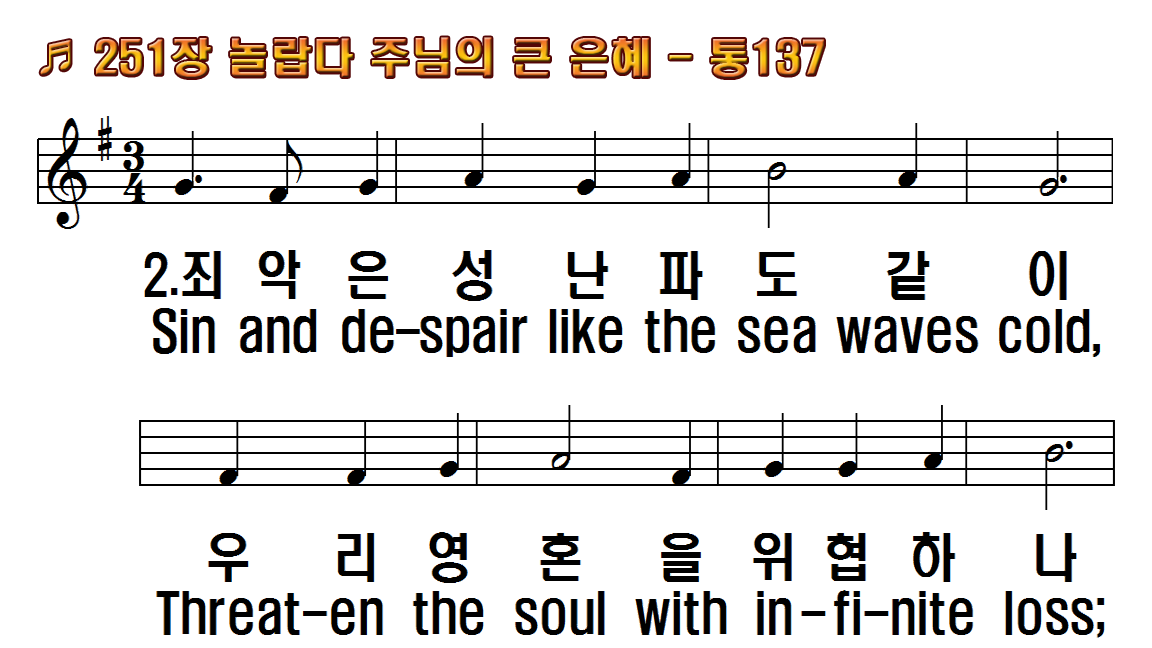 ♬ 251장 놀랍다 주님의 큰 은혜 - 통137
3
4
2.죄 악 은 성 난 파 도 같 이
Sin and de-spair like the sea waves cold,
우 리 영 혼 을 위 협 하 나
Threat-en the soul with in-fi-nite loss;